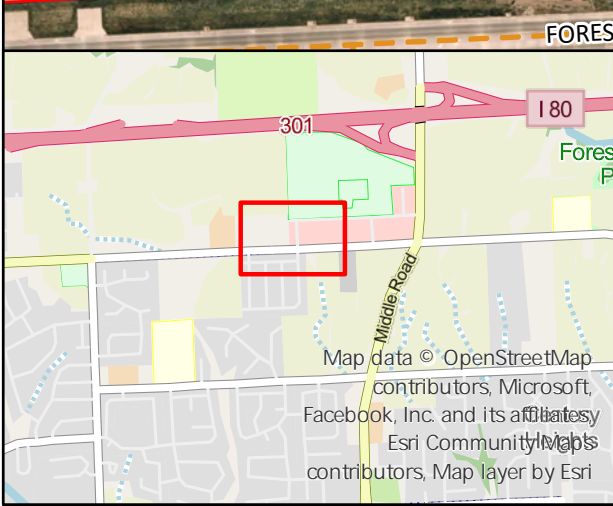 FORES
301
I 80
Fores
P
Middle Road
Map data © OpenStreetMap
contributors, Microsoft,
Facebook, Inc. and its affiliates,
Esri Community Maps
contributors, Map layer by Esri
Heights